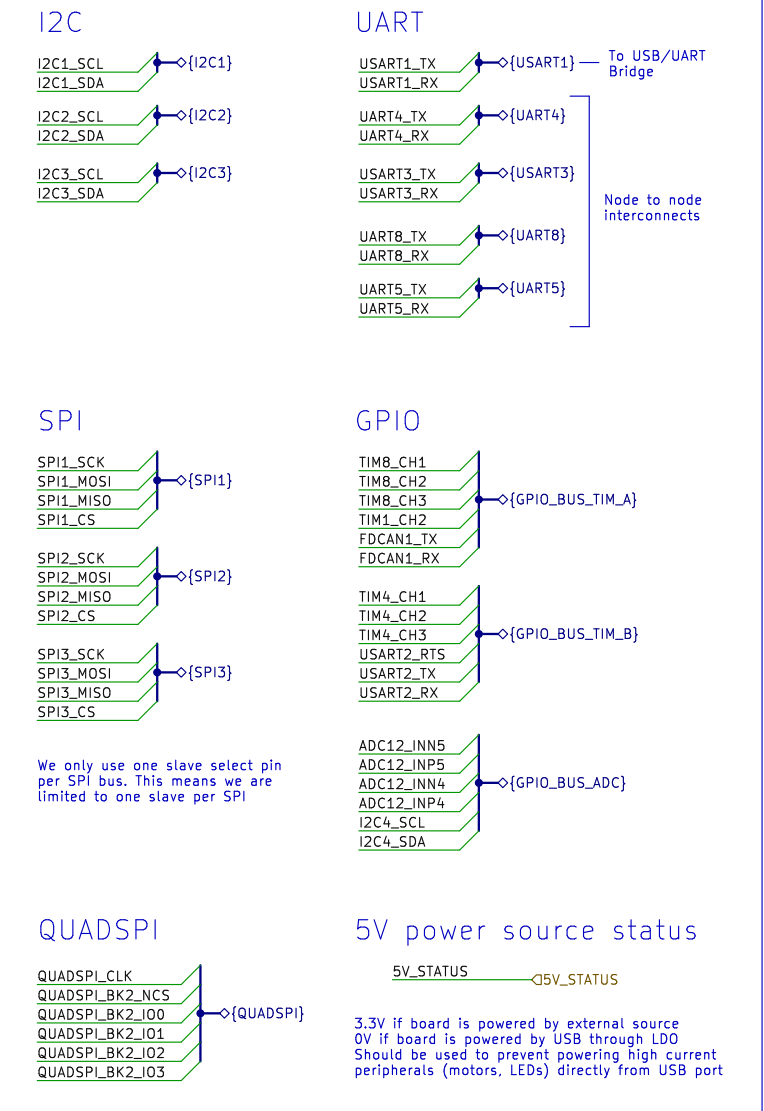 I2C
I2C1_SCL
I2C1_SDA
{I2C1}
I2C2_SCL
I2C2_SDA
{I2C2}
I2C3_SCL
I2C3_SDA
{I2C3}
UART
USART1_TX
USART1_RX
{USART1}
To USB/UART
Bridge
UART4_TX
UART4_RX
{UART4}
USART3_TX
USART3_RX
{USART3}
UART8_TX
UART8_RX
{UART8}
UART5_TX
UART5_RX
{UART5}
Node to node
interconnects
SPI
SPI1_SCK
SPI1_MOSI
SPI1_MISO
SPI1_CS
{SPI1}
SPI2_SCK
SPI2_MOSI
SPI2_MISO
SPI2_CS
{SPI2}
SPI3_SCK
SPI3_MOSI
SPI3_MISO
SPI3_CS
{SPI3}
We only use one slave select pin
per SPI bus. This means we are
limited to one slave per SPI
GPIO
TIM8_CH1
TIM8_CH2
TIM8_CH3
TIM1_CH2
FDCAN1_TX
FDCAN1_RX
{GPIO_BUS_TIM_A}
TIM4_CH1
TIM4_CH2
TIM4_CH3
USART2_RTS
USART2_TX
USART2_RX
{GPIO_BUS_TIM_B}
ADC12_INN5
ADC12_INP5
ADC12_INN4
ADC12_INP4
I2C4_SCL
I2C4_SDA
{GPIO_BUS_ADC}
QUADSPI
QUADSPI_CLK
QUADSPI_BK2_NCS
QUADSPI_BK2_IO0
QUADSPI_BK2_IO1
QUADSPI_BK2_IO2
QUADSPI_BK2_IO3
{QUADSPI}
5V power source status
5V_STATUS
5V_STATUS
3.3V if board is powered by external source
0V if board is powered by USB through LDO
Should be used to prevent powering high current
peripherals (motors, LEDs) directly from USB port